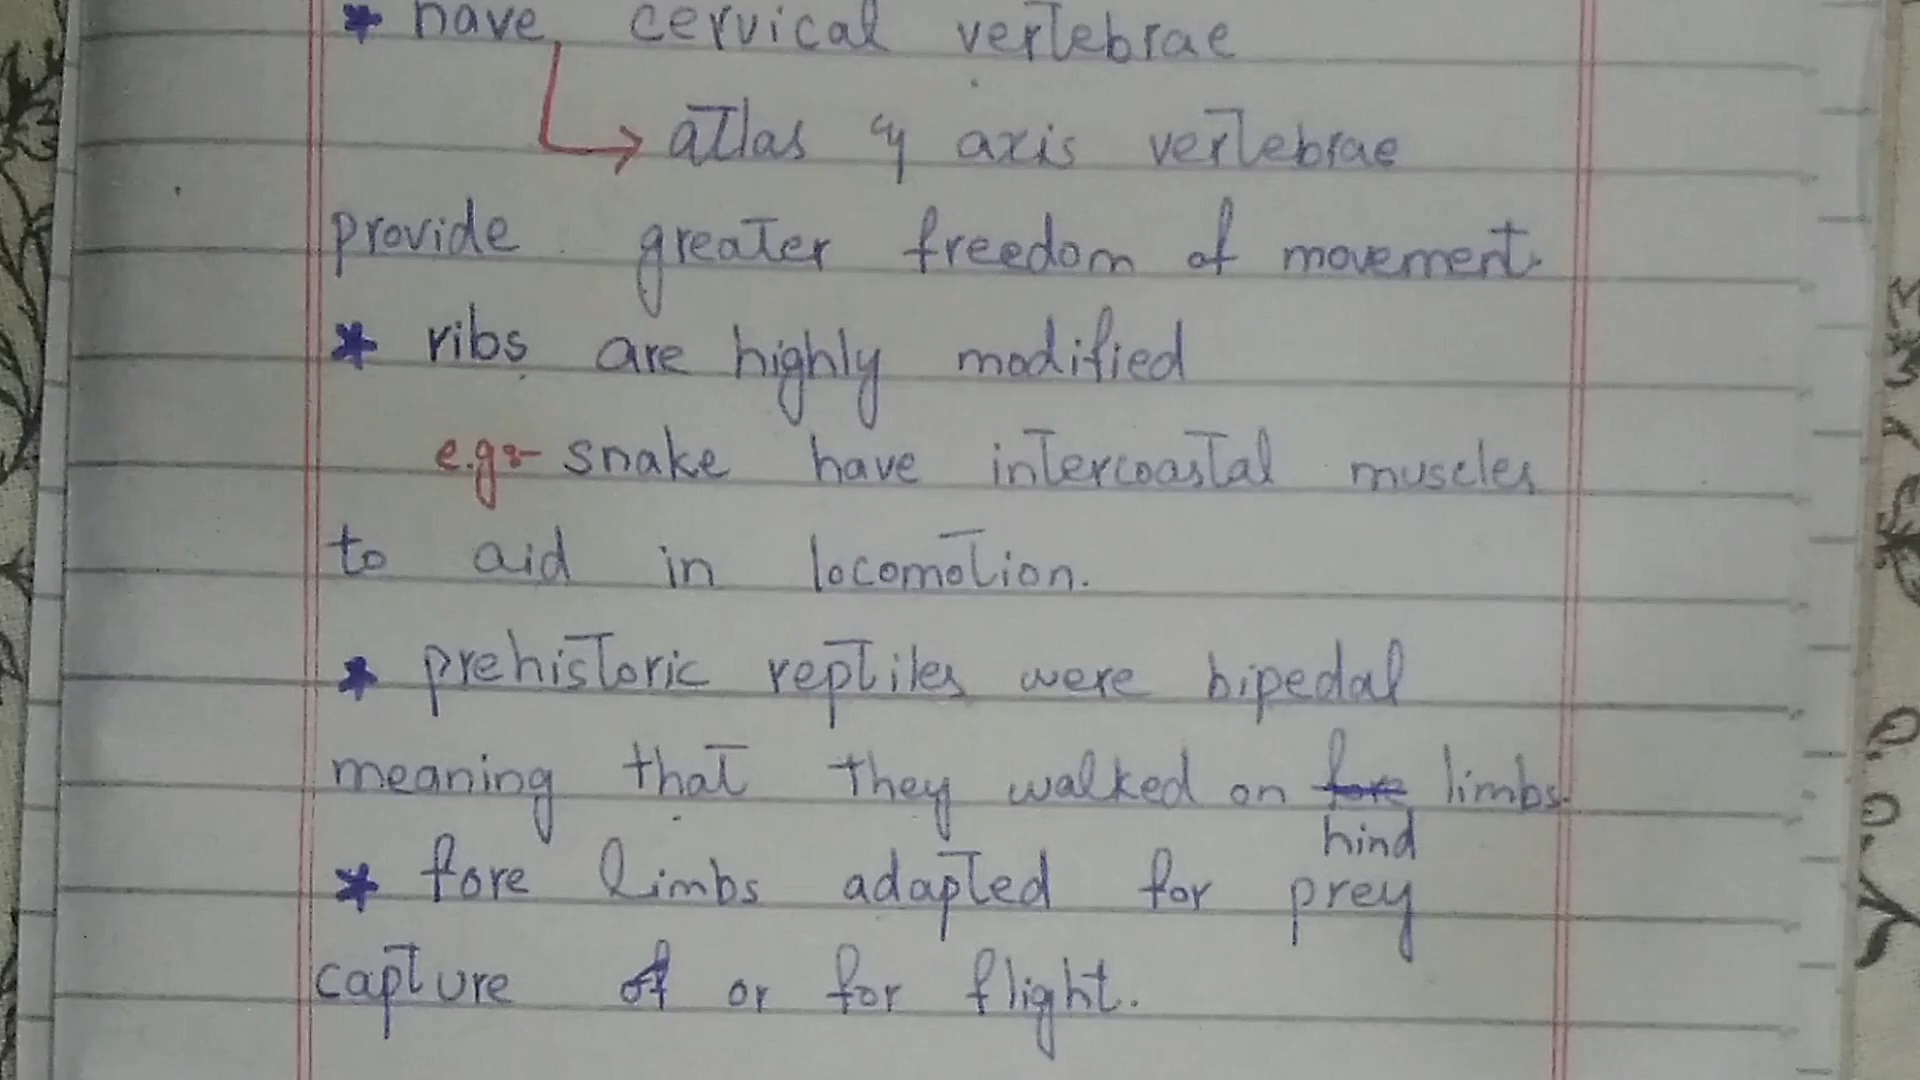 * have cervical vertebrae
→ atlas & axis vertebrae
provide greater freedom of movement.
* ribs are highly modified
e.g:- snake have intercoastal muscles
to aid in locomotion.
* prehistoric reptiles were bipedal
meaning that they walked on fore limbs.
hind
* fore limbs adapted for prey
capture of or for flight.